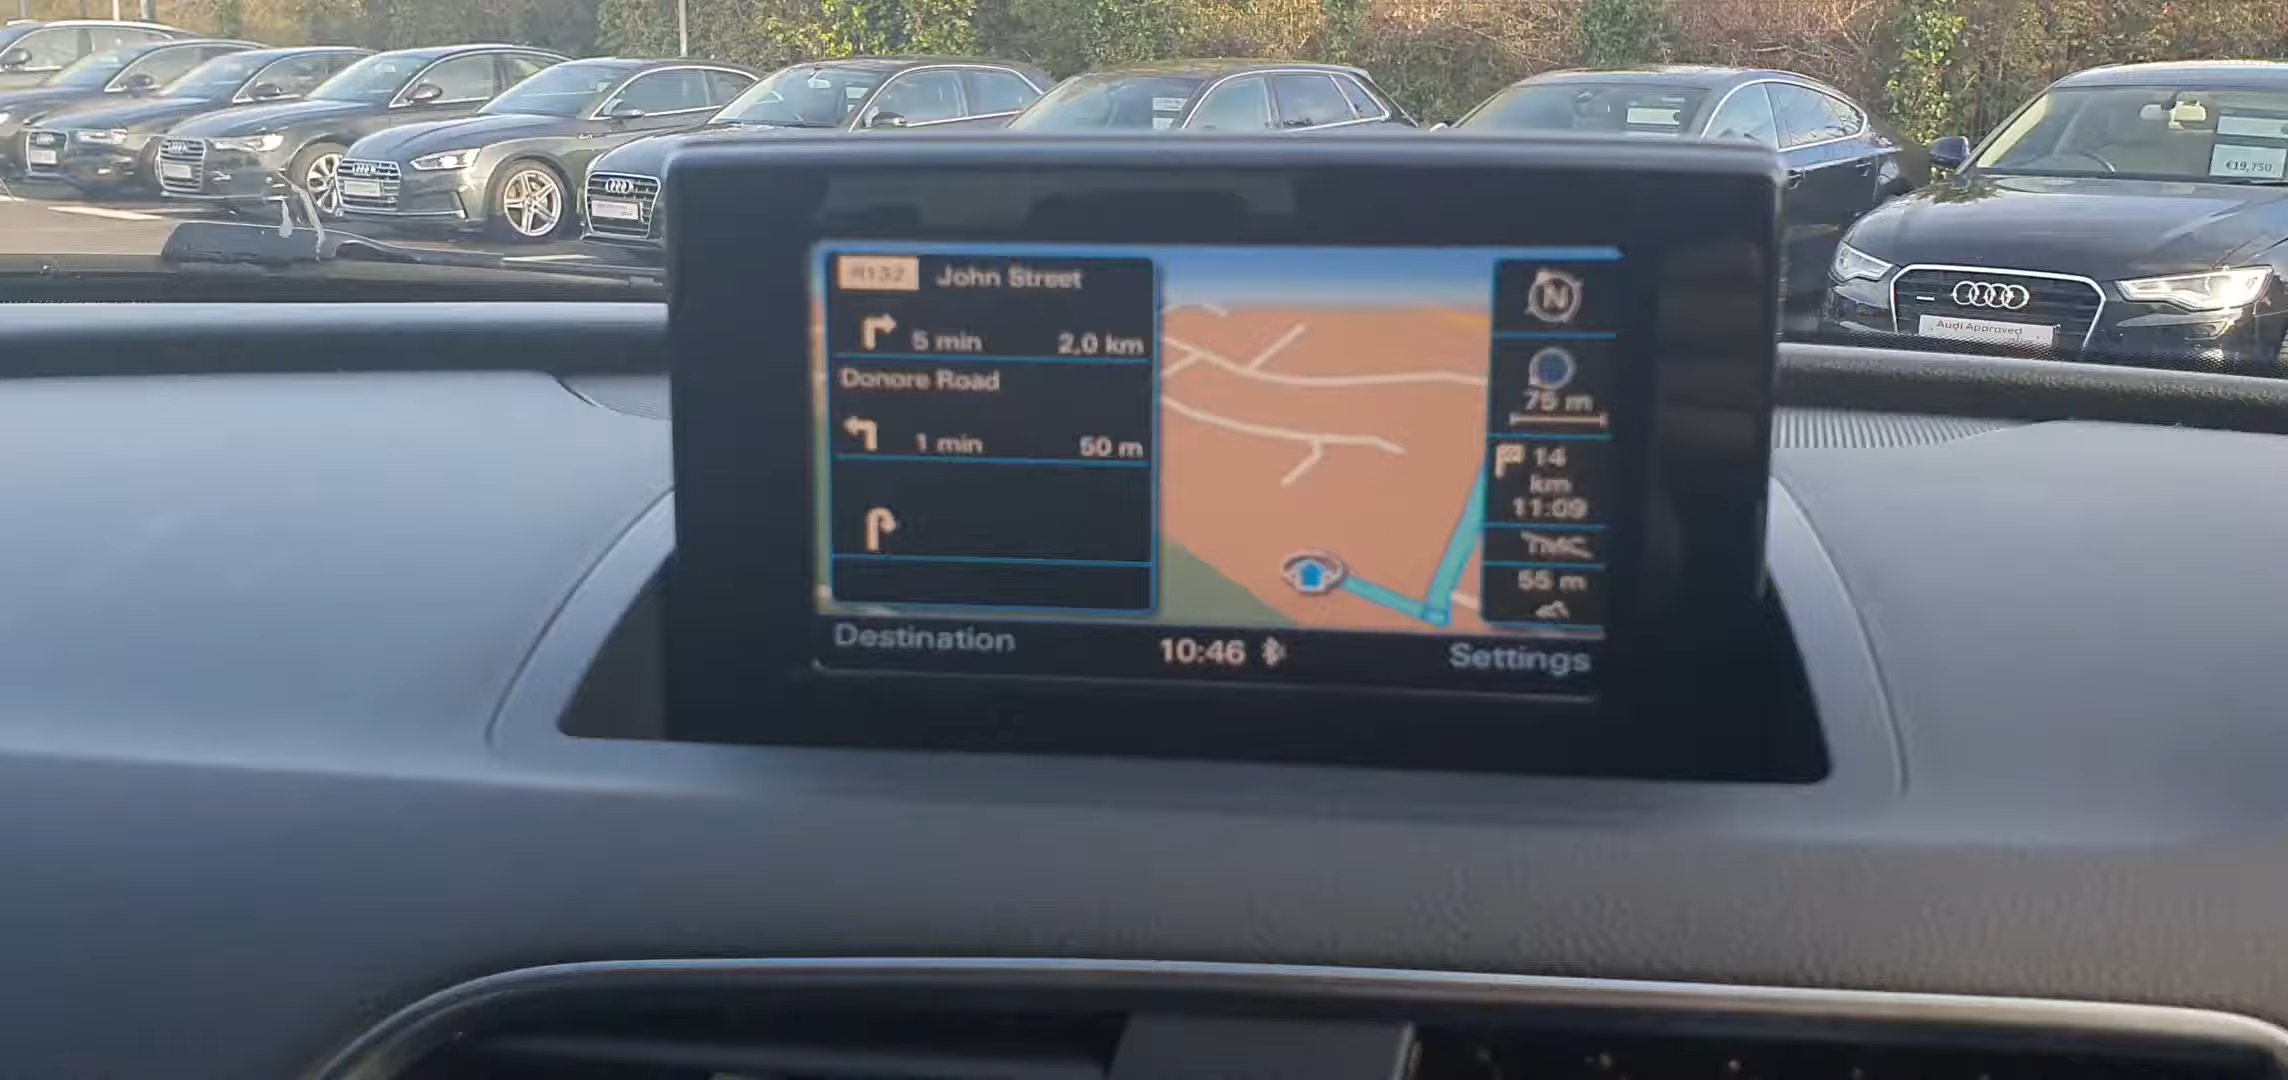 R132 John Street
5 min 2,0 km
Donore Road
1 min 50 m
N
75 m
14
km
11:09
TMC
55 m
Destination 10:46 Settings
€19,750
Audi Approved